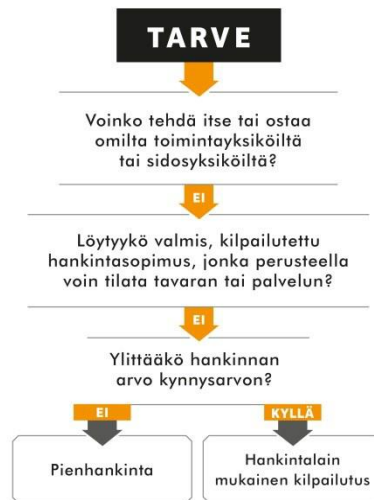 TARVE
Voinko tehdä itse tai ostaa
omilta toimintayksiköiltä
tai sidosyksiköiltä?
EI
Löytyykö valmis, kilpailutettu
hankintasopimus, jonka perusteella
voin tilata tavaran tai palvelun?
EI
Ylittääkö hankinnan
arvo kynnysarvon?
EI
KYLLÄ
Pienhankinta
Hankintalain
mukainen kilpailutus